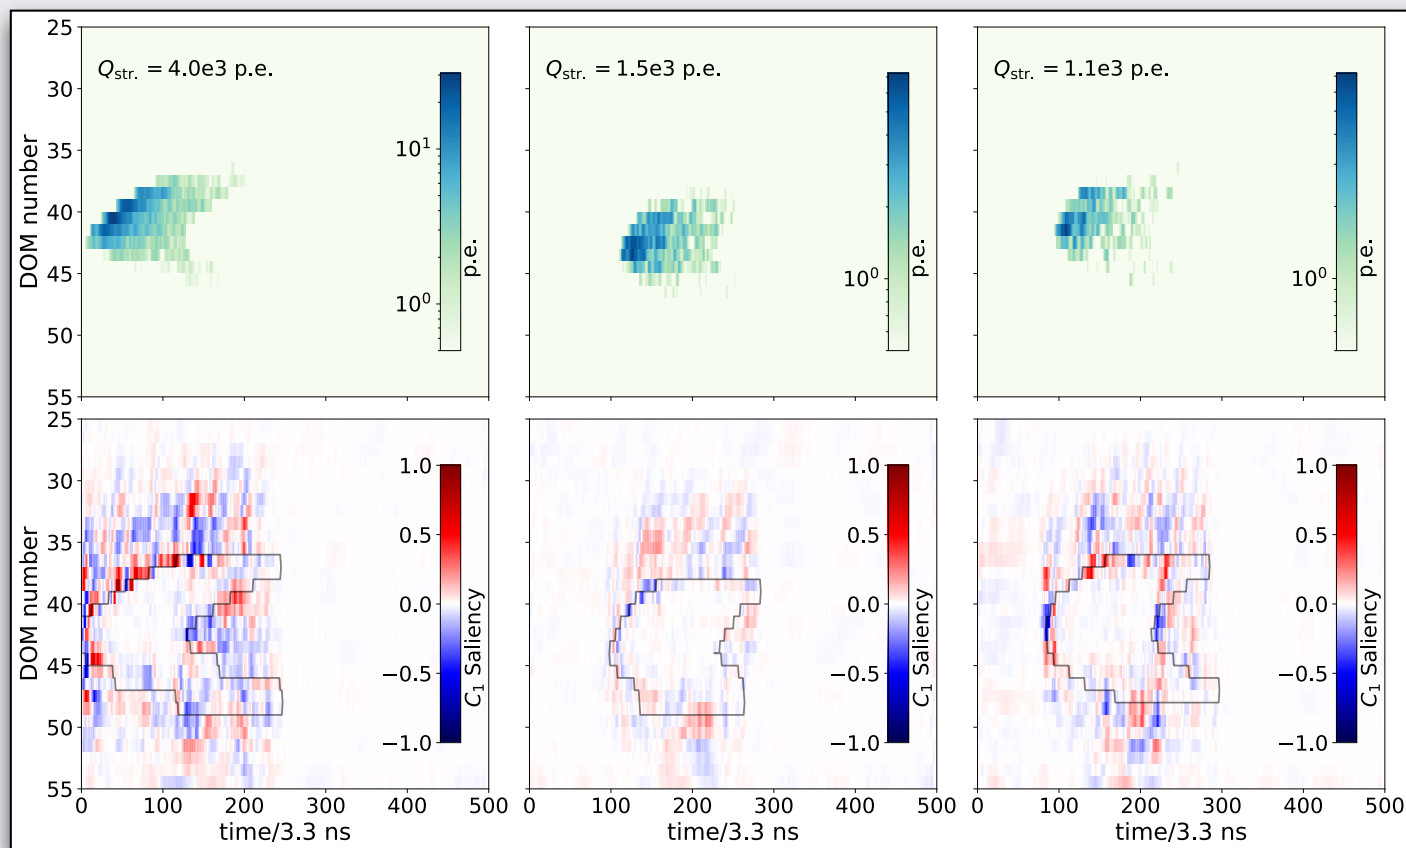 25
30
35
40
45
50
55
DOM number
Q_str. = 4.0e3 p.e.
10^1
10^0
p.e.
Q_str. = 1.5e3 p.e.
10^0
p.e.
Q_str. = 1.1e3 p.e.
10^0
p.e.
25
30
35
40
45
50
55
DOM number
1.0
0.5
0.0
−0.5
−1.0
C_1 Saliency
0 100 200 300 400 500
time/3.3 ns
1.0
0.5
0.0
−0.5
−1.0
C_1 Saliency
0 100 200 300 400 500
time/3.3 ns
1.0
0.5
0.0
−0.5
−1.0
C_1 Saliency
0 100 200 300 400 500
time/3.3 ns